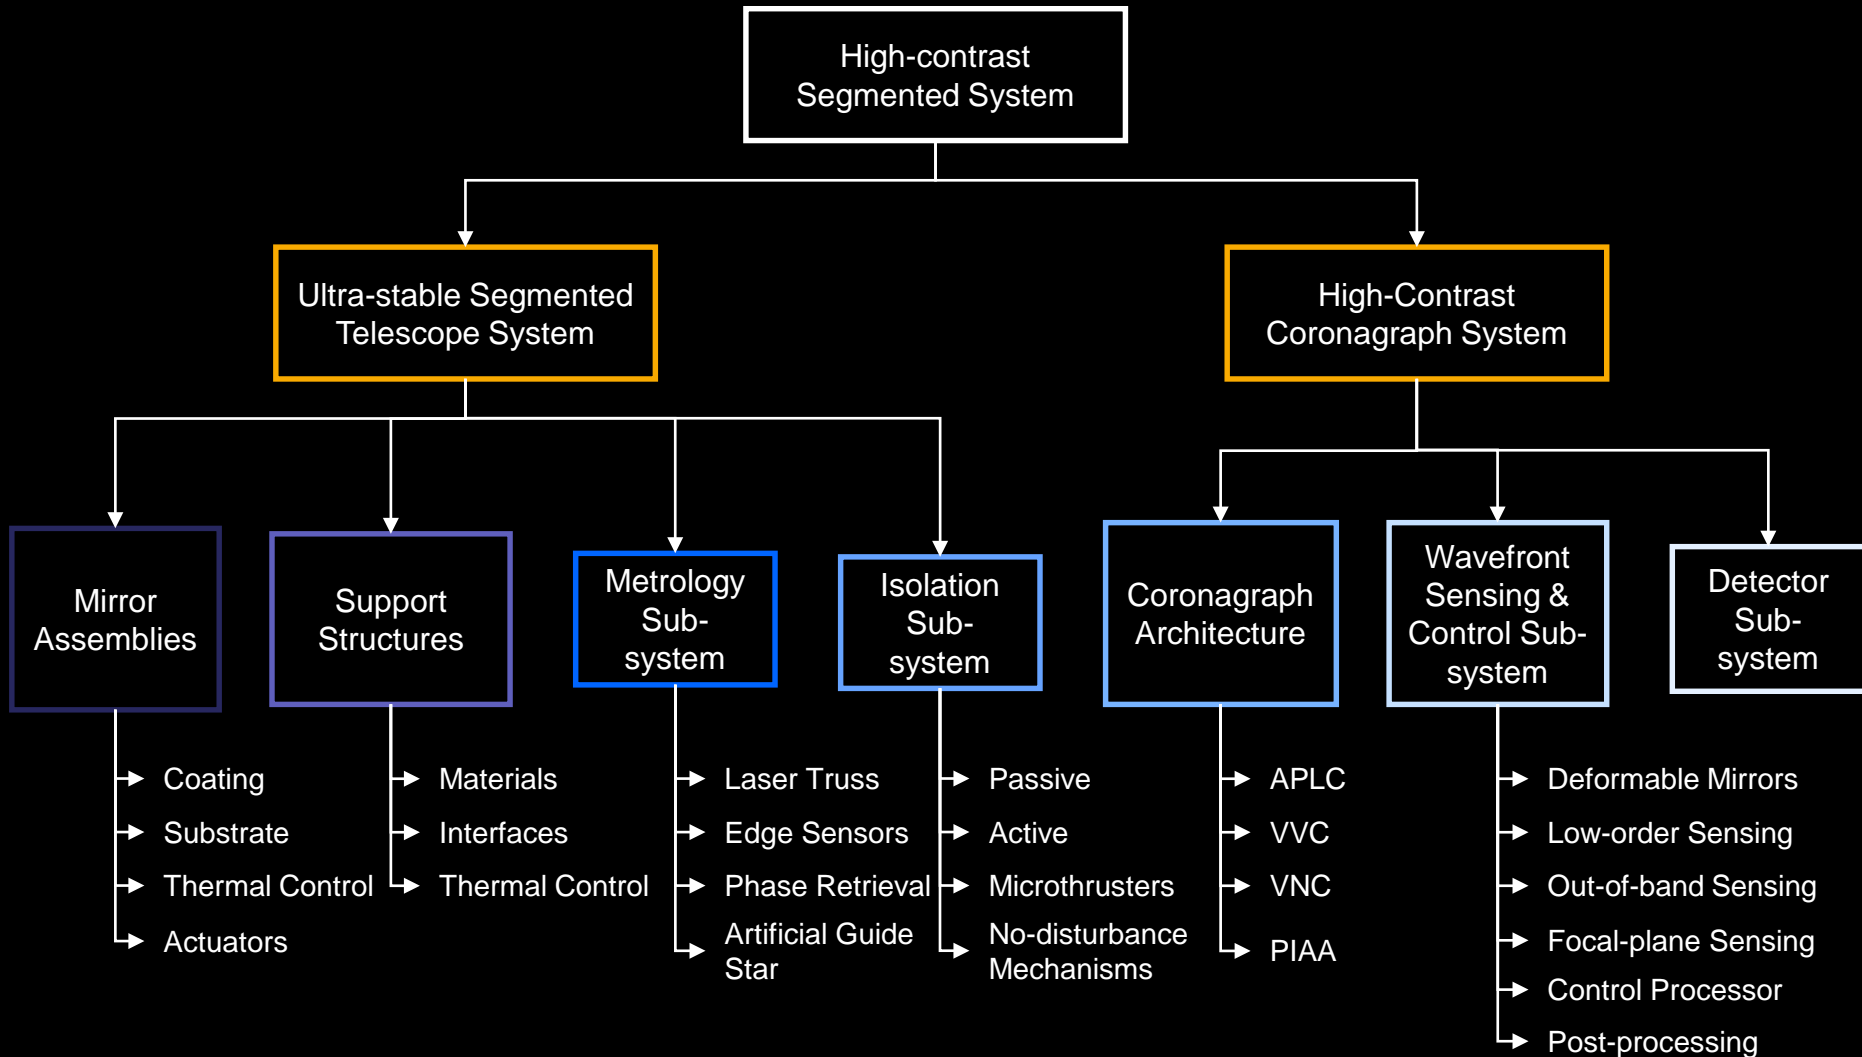 High-contrast
Segmented System
Ultra-stable Segmented
Telescope System
High-Contrast
Coronagraph System
Mirror
Assemblies
Support
Structures
Metrology
Sub-
system
Isolation
Sub-
system
Coronagraph
Architecture
Wavefront
Sensing &
Control Sub-
system
Detector
Sub-
system
Coating
Substrate
Thermal Control
Actuators
Materials
Interfaces
Thermal Control
Laser Truss
Edge Sensors
Phase Retrieval
Artificial Guide
Star
Passive
Active
Microthrusters
No-disturbance
Mechanisms
APLC
VVC
VNC
PIAA
Deformable Mirrors
Low-order Sensing
Out-of-band Sensing
Focal-plane Sensing
Control Processor
Post-processing